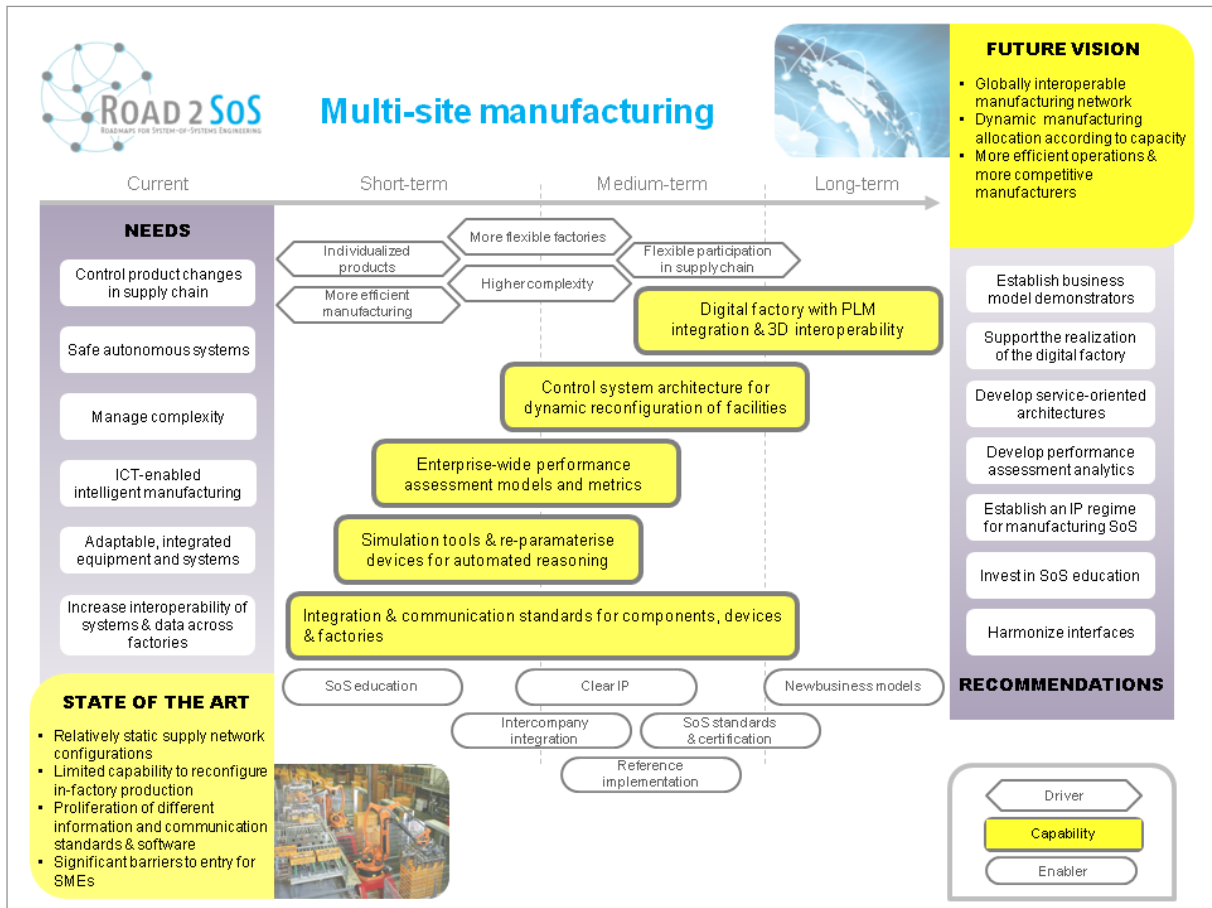 ROAD 2 SOS
ROADMAPS FOR SYSTEM-OF-SYSTEMS ENGINEERING
Multi-site manufacturing
FUTURE VISION
▪ Globally interoperable
manufacturing network
▪ Dynamic manufacturing
allocation according to capacity
▪ More efficient operations &
more competitive
manufacturers
Current
Short-term
Medium-term
Long-term
NEEDS
Control product changes
in supply chain
Safe autonomous systems
Manage complexity
ICT-enabled
intelligent manufacturing
Adaptable, integrated
equipment and systems
Increase interoperability of
systems & data across
factories
Individualized
products
More efficient
manufacturing
More flexible factories
Higher complexity
Flexible participation
in supply chain
Digital factory with PLM
integration & 3D interoperability
Control system architecture for
dynamic reconfiguration of facilities
Enterprise-wide performance
assessment models and metrics
Simulation tools & re-paramaterise
devices for automated reasoning
Integration & communication standards for components, devices
& factories
SoS education
Clear IP
New business models
Intercompany
integration
SoS standards
& certification
Reference
implementation
Establish business
model demonstrators
Support the realization
of the digital factory
Develop service-oriented
architectures
Develop performance
assessment analytics
Establish an IP regime
for manufacturing SoS
Invest in SoS education
Harmonize interfaces
RECOMMENDATIONS
STATE OF THE ART
▪ Relatively static supply network
configurations
▪ Limited capability to reconfigure
in-factory production
▪ Proliferation of different
information and communication
standards & software
▪ Significant barriers to entry for
SMEs
Driver
Capability
Enabler